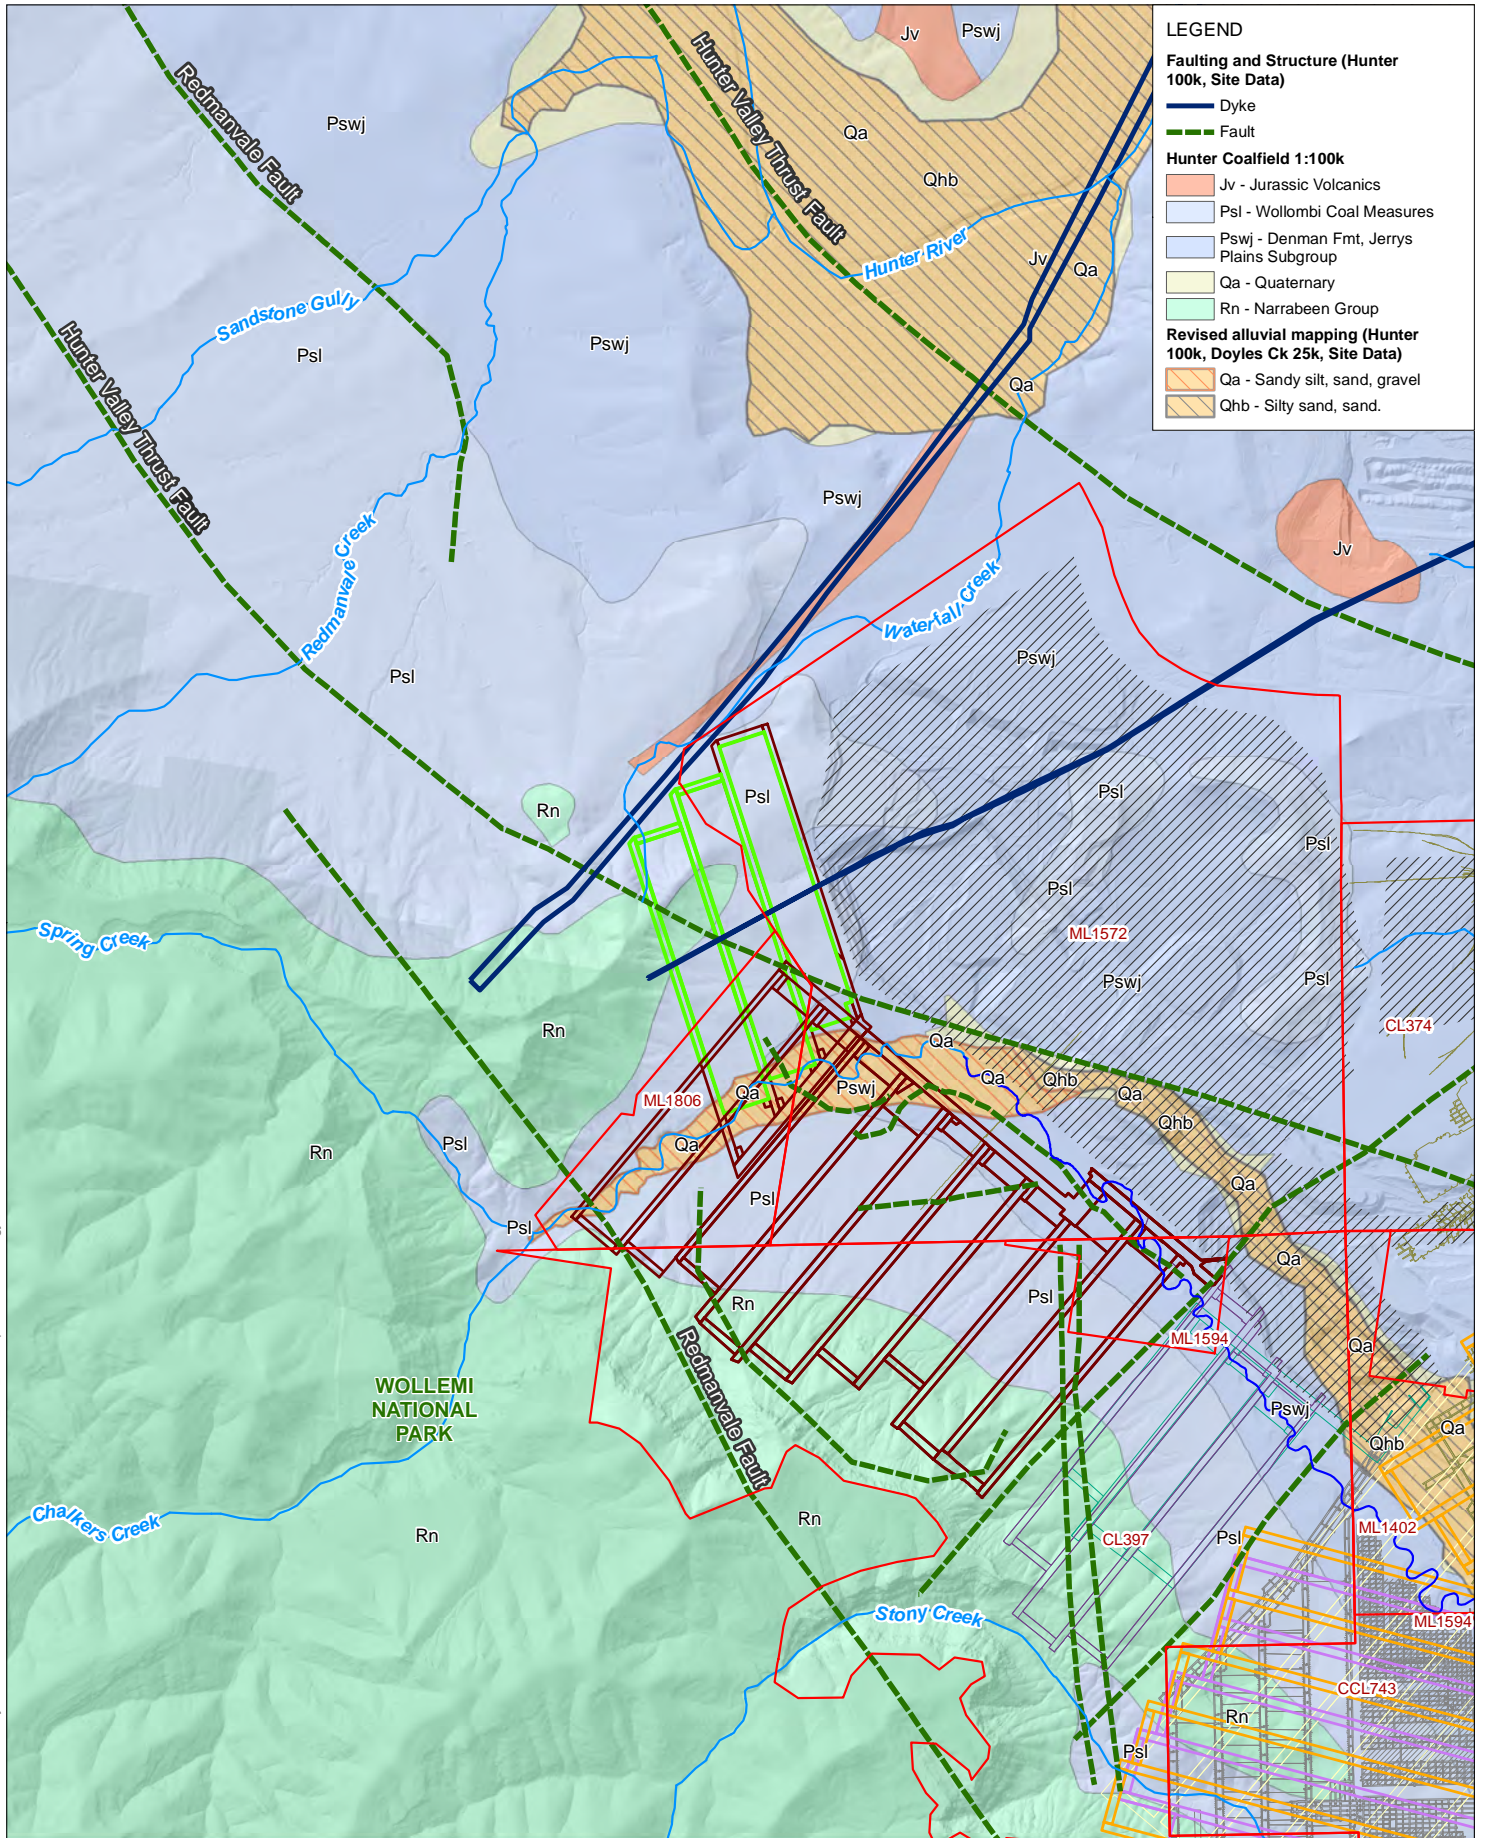 LEGEND
Faulting and Structure (Hunter
100k, Site Data)
Dyke
Fault
Hunter Coalfield 1:100k
Jv - Jurassic Volcanics
Psl - Wollombi Coal Measures
Pswj - Denman Fmt, Jerrys
Plains Subgroup
Qa - Quaternary
Rn - Narrabeen Group
Revised alluvial mapping (Hunter
100k, Doyles Ck 25k, Site Data)
Qa - Sandy silt, sand, gravel
Qhb - Silty sand, sand.
Jv
Pswj
Redmanvale Fault
Hunter Valley Thrust Fault
Pswj
Qa
Qhb
Hunter River
Jv
Qa
Sandstone Gully
Psl
Pswj
Qa
Hunter Valley Thrust Fault
Pswj
Redmanvale Creek
Jv
Waterfall Creek
Pswj
Psl
Psl
Psl
Rn
Psl
Psl
ML1572
Spring Creek
Pswj
Psl
Rn
CL374
Qa
Qa
Qhb
Pswj
Qa
Qa
ML1806
Qhb
Qa
Rn
Psl
Qa
Psl
Psl
Qa
Psl
Rn
ML1594
Qa
Redmanvale Fault
WOLLEMI
NATIONAL
PARK
Pswj
Qa
Qhb
Chalkers Creek
Rn
Rn
ML1402
Psl
CL397
Stony Creek
ML1594
CCL743
Rn
Psl